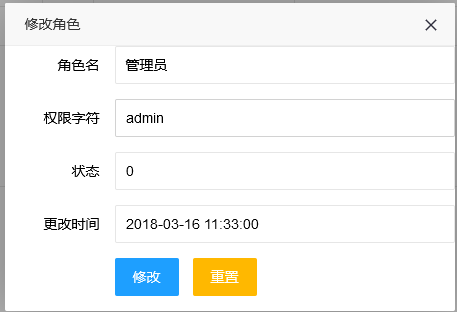 修改角色
角色名 管理员
权限字符 admin
状态 0
更改时间 2018-03-16 11:33:00
修改 重置